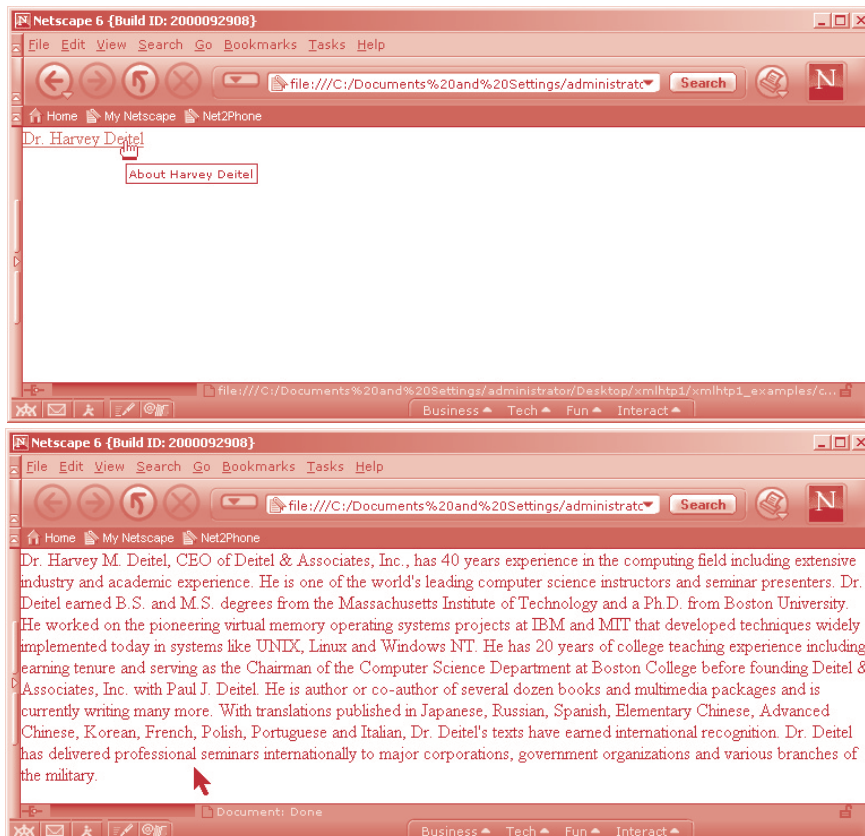 Netscape 6 {Build ID: 2000092908}
File Edit View Search Go Bookmarks Tasks Help
file:///C:/Documents%20and%20Settings/administratc Search N
Home My Netscape Net2Phone
Dr. Harvey Deitel
About Harvey Deitel
file:///C:/Documents%20and%20Settings/administrator/Desktop/xmlhtp1/xmlhtp1_examples/c...
Business Tech Fun Interact
Netscape 6 {Build ID: 2000092908}
File Edit View Search Go Bookmarks Tasks Help
file:///C:/Documents%20and%20Settings/administratc Search N
Home My Netscape Net2Phone
Dr. Harvey M. Deitel, CEO of Deitel & Associates, Inc., has 40 years experience in the computing field including extensive
industry and academic experience. He is one of the world's leading computer science instructors and seminar presenters. Dr.
Deitel earned B.S. and M.S. degrees from the Massachusetts Institute of Technology and a Ph.D. from Boston University.
He worked on the pioneering virtual memory operating systems projects at IBM and MIT that developed techniques widely
implemented today in systems like UNIX, Linux and Windows NT. He has 20 years of college teaching experience including
earning tenure and serving as the Chairman of the Computer Science Department at Boston College before founding Deitel &
Associates, Inc. with Paul J. Deitel. He is author or co-author of several dozen books and multimedia packages and is
currently writing many more. With translations published in Japanese, Russian, Spanish, Elementary Chinese, Advanced
Chinese, Korean, French, Polish, Portuguese and Italian, Dr. Deitel's texts have earned international recognition. Dr. Deitel
has delivered professional seminars internationally to major corporations, government organizations and various branches of
the military.
Document: Done
Business Tech Fun Interact